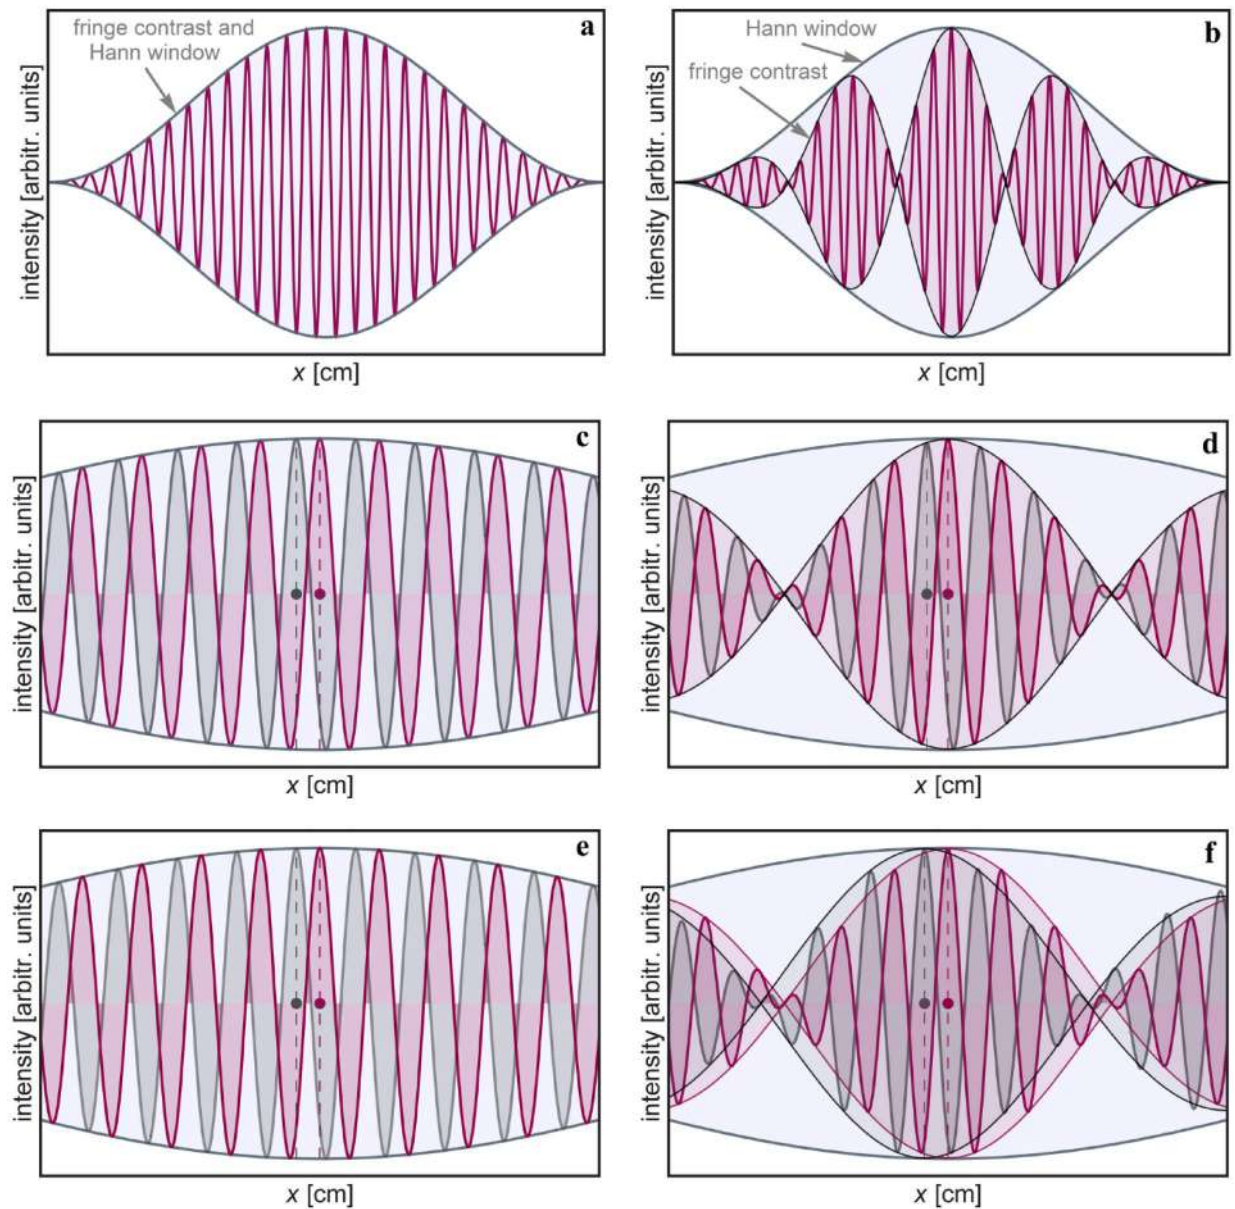 fringe contrast and
Hann window
a
intensity [arbitr. units]
x [cm]
Hann window
fringe contrast
b
intensity [arbitr. units]
x [cm]
c
intensity [arbitr. units]
x [cm]
d
intensity [arbitr. units]
x [cm]
e
intensity [arbitr. units]
x [cm]
f
intensity [arbitr. units]
x [cm]